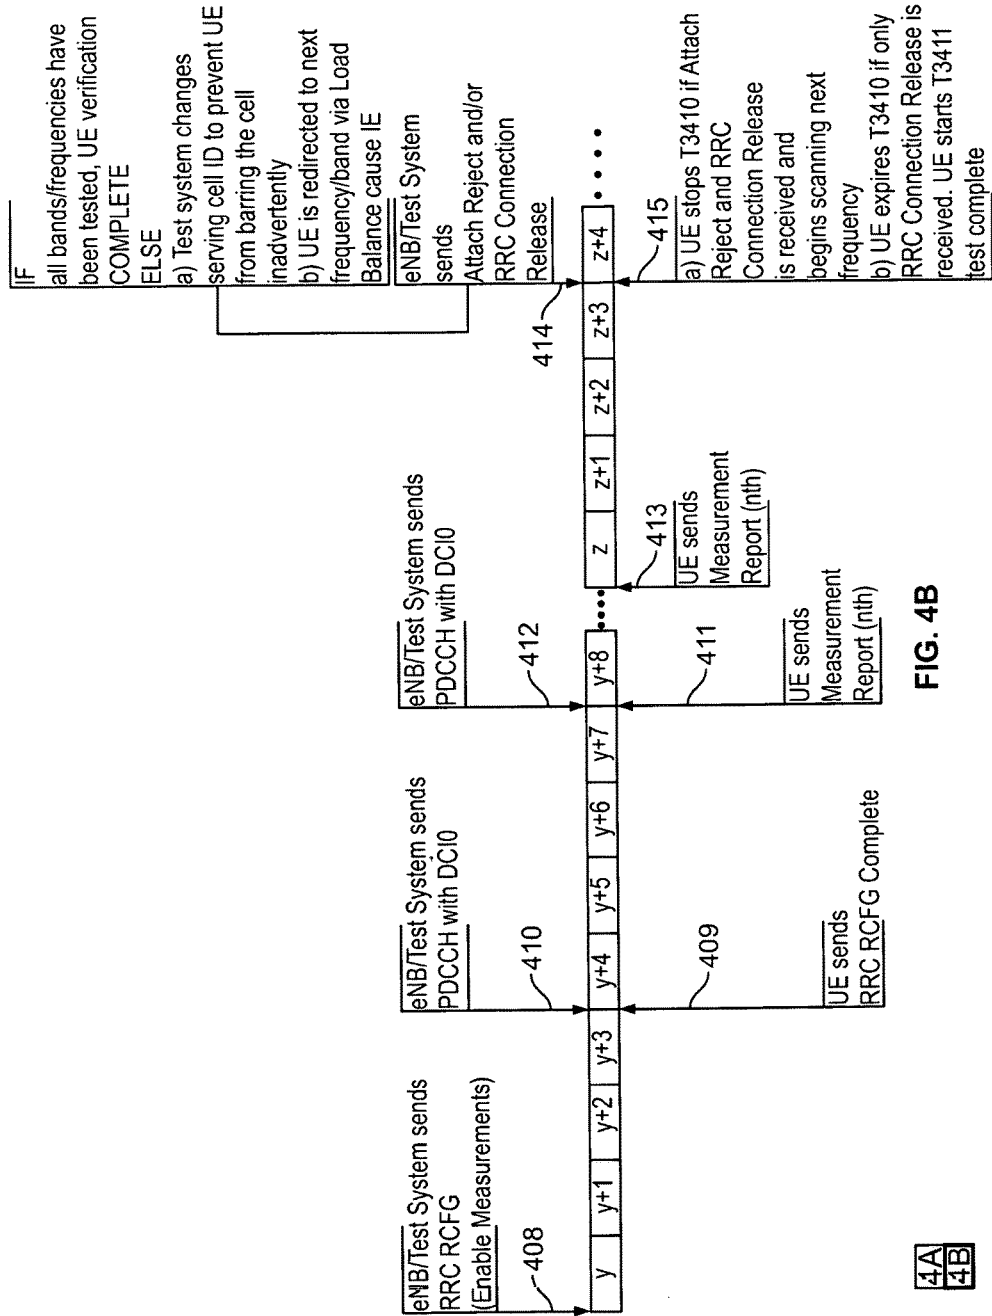 eNB/Test System sends
RRC RCFG
(Enable Measurements)
408
eNB/Test System sends
PDCCH with DCI0
410
eNB/Test System sends
PDCCH with DCI0
412
IF
all bands/frequencies have
been tested, UE verification
COMPLETE
ELSE
a) Test system changes
serving cell ID to prevent UE
from barring the cell
inadvertently
b) UE is redirected to next
frequency/band via Load
Balance cause IE
eNB/Test System
sends
Attach Reject and/or
RRC Connection
Release
414
y
y+1
y+2
y+3
y+4
y+5
y+6
y+7
y+8
z
z+1
z+2
z+3
z+4
409
UE sends
RRC RCFG Complete
411
UE sends
Measurement
Report (nth)
413
UE sends
Measurement
Report (nth)
415
a) UE stops T3410 if Attach
Reject and RRC
Connection Release
is received and
begins scanning next
frequency
b) UE expires T3410 if only
RRC Connection Release is
received. UE starts T3411
test complete
4A
4B
FIG. 4B